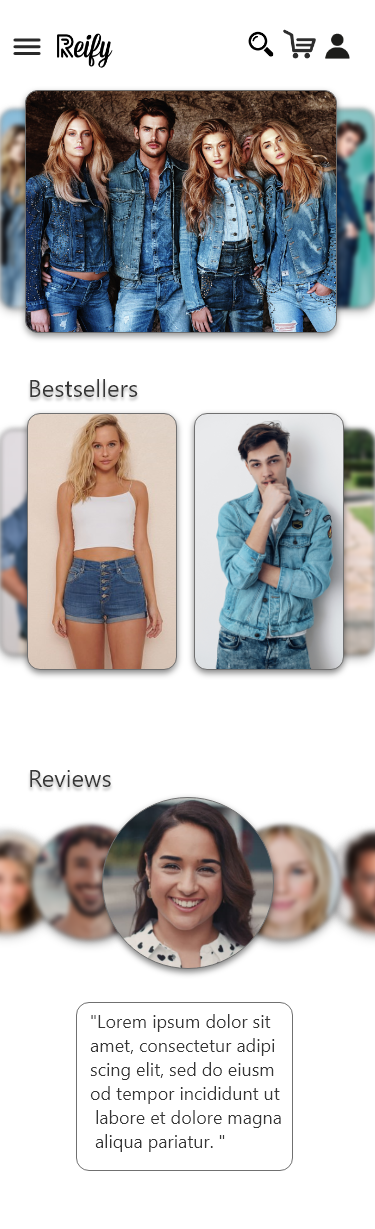 Reify
Bestsellers
Reviews
"Lorem ipsum dolor sit
amet, consectetur adipi
scing elit, sed do eiusm
od tempor incididunt ut
labore et dolore magna
aliqua pariatur. "